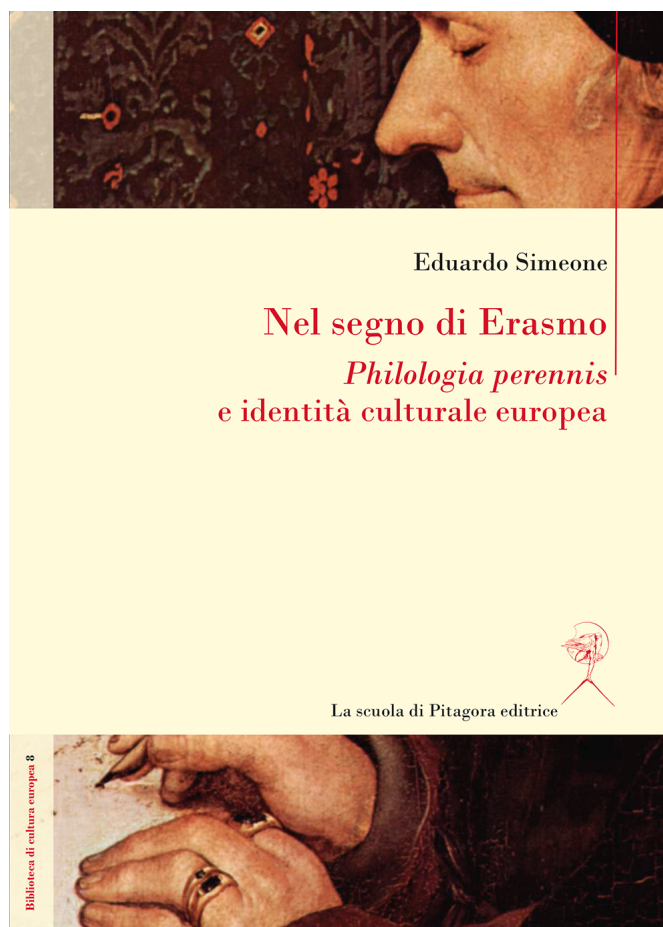 Eduardo Simeone
Nel segno di Erasmo
Philologia perennis
e identità culturale europea
La scuola di Pitagora editrice
Biblioteca di cultura europea 8